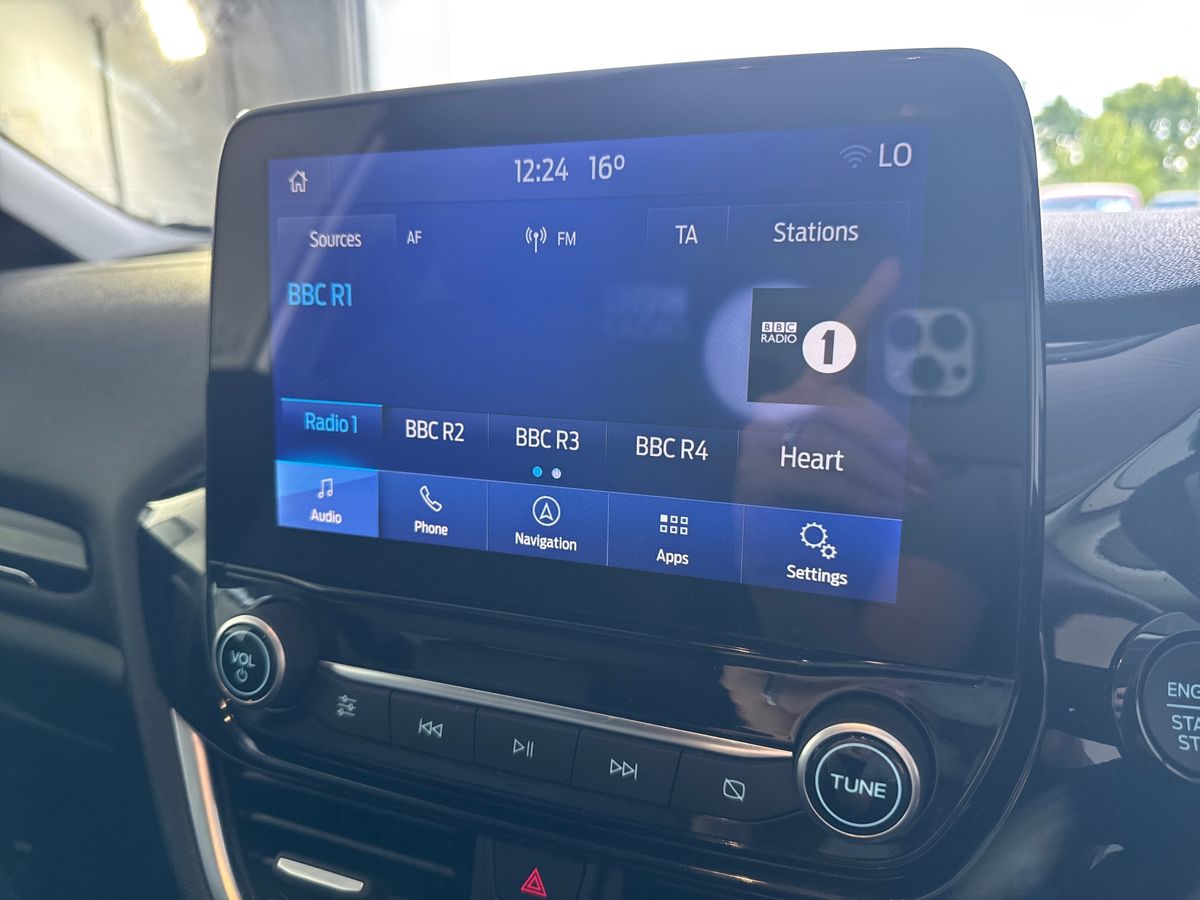 12:24 16º LO
Sources AF FM TA Stations
BBC R1
BBC
RADIO 1
Radio 1 BBC R2 BBC R3 BBC R4 Heart
Audio Phone Navigation Apps Settings
VOL
TUNE
ENG
STA
ST